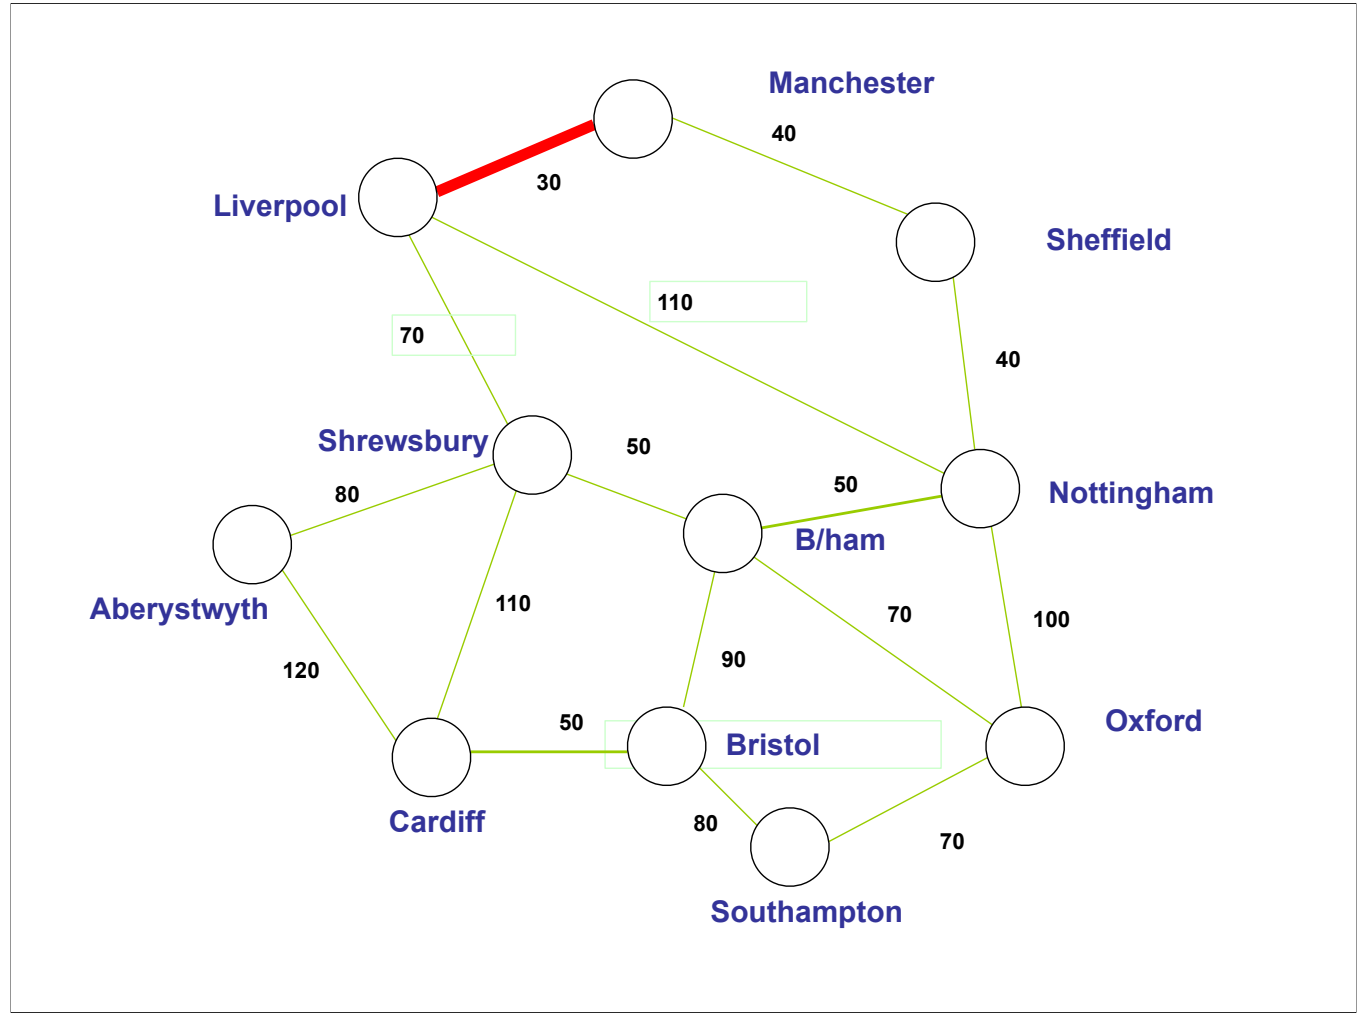 Manchester
40
30
Liverpool
Sheffield
110
70
40
Shrewsbury
50
80
50
Nottingham
B/ham
Aberystwyth
110
70
100
120
90
50
Bristol
Oxford
Cardiff
80
70
Southampton